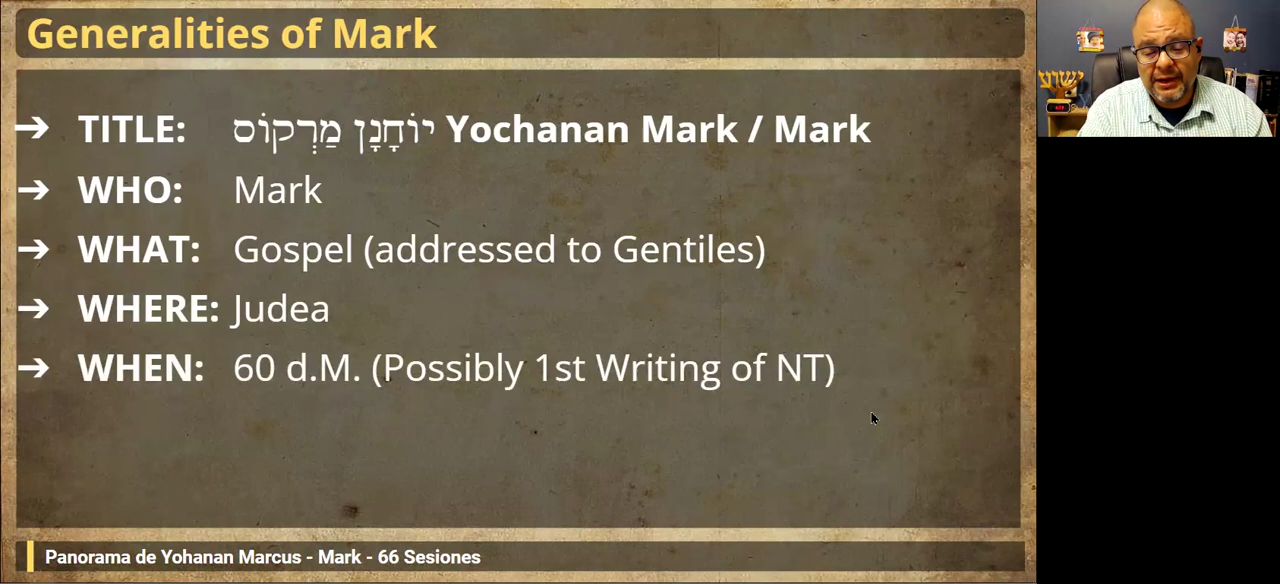 Generalities of Mark
➔ TITLE: יוֹחָנָן מַרְקוֹס Yochanan Mark / Mark
➔ WHO: Mark
➔ WHAT: Gospel (addressed to Gentiles)
➔ WHERE: Judea
➔ WHEN: 60 d.M. (Possibly 1st Writing of NT)
Panorama de Yohanan Marcus - Mark - 66 Sesiones